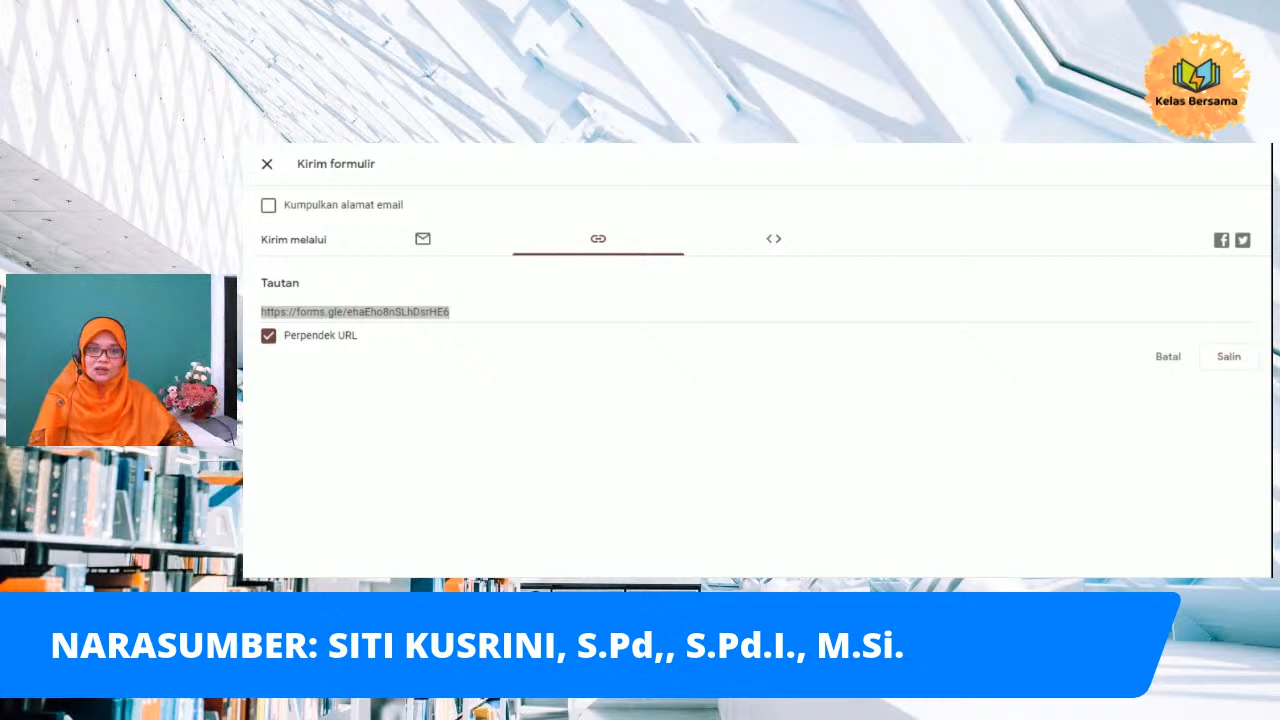 Kelas Bersama
Kirim formulir
Kumpulkan alamat email
Kirim melalui
Tautan
https://forms.gle/ehaEho8nSLhDsrHE6
Perpendek URL
Batal Salin
NARASUMBER: SITI KUSRINI, S.Pd,, S.Pd.I., M.Si.